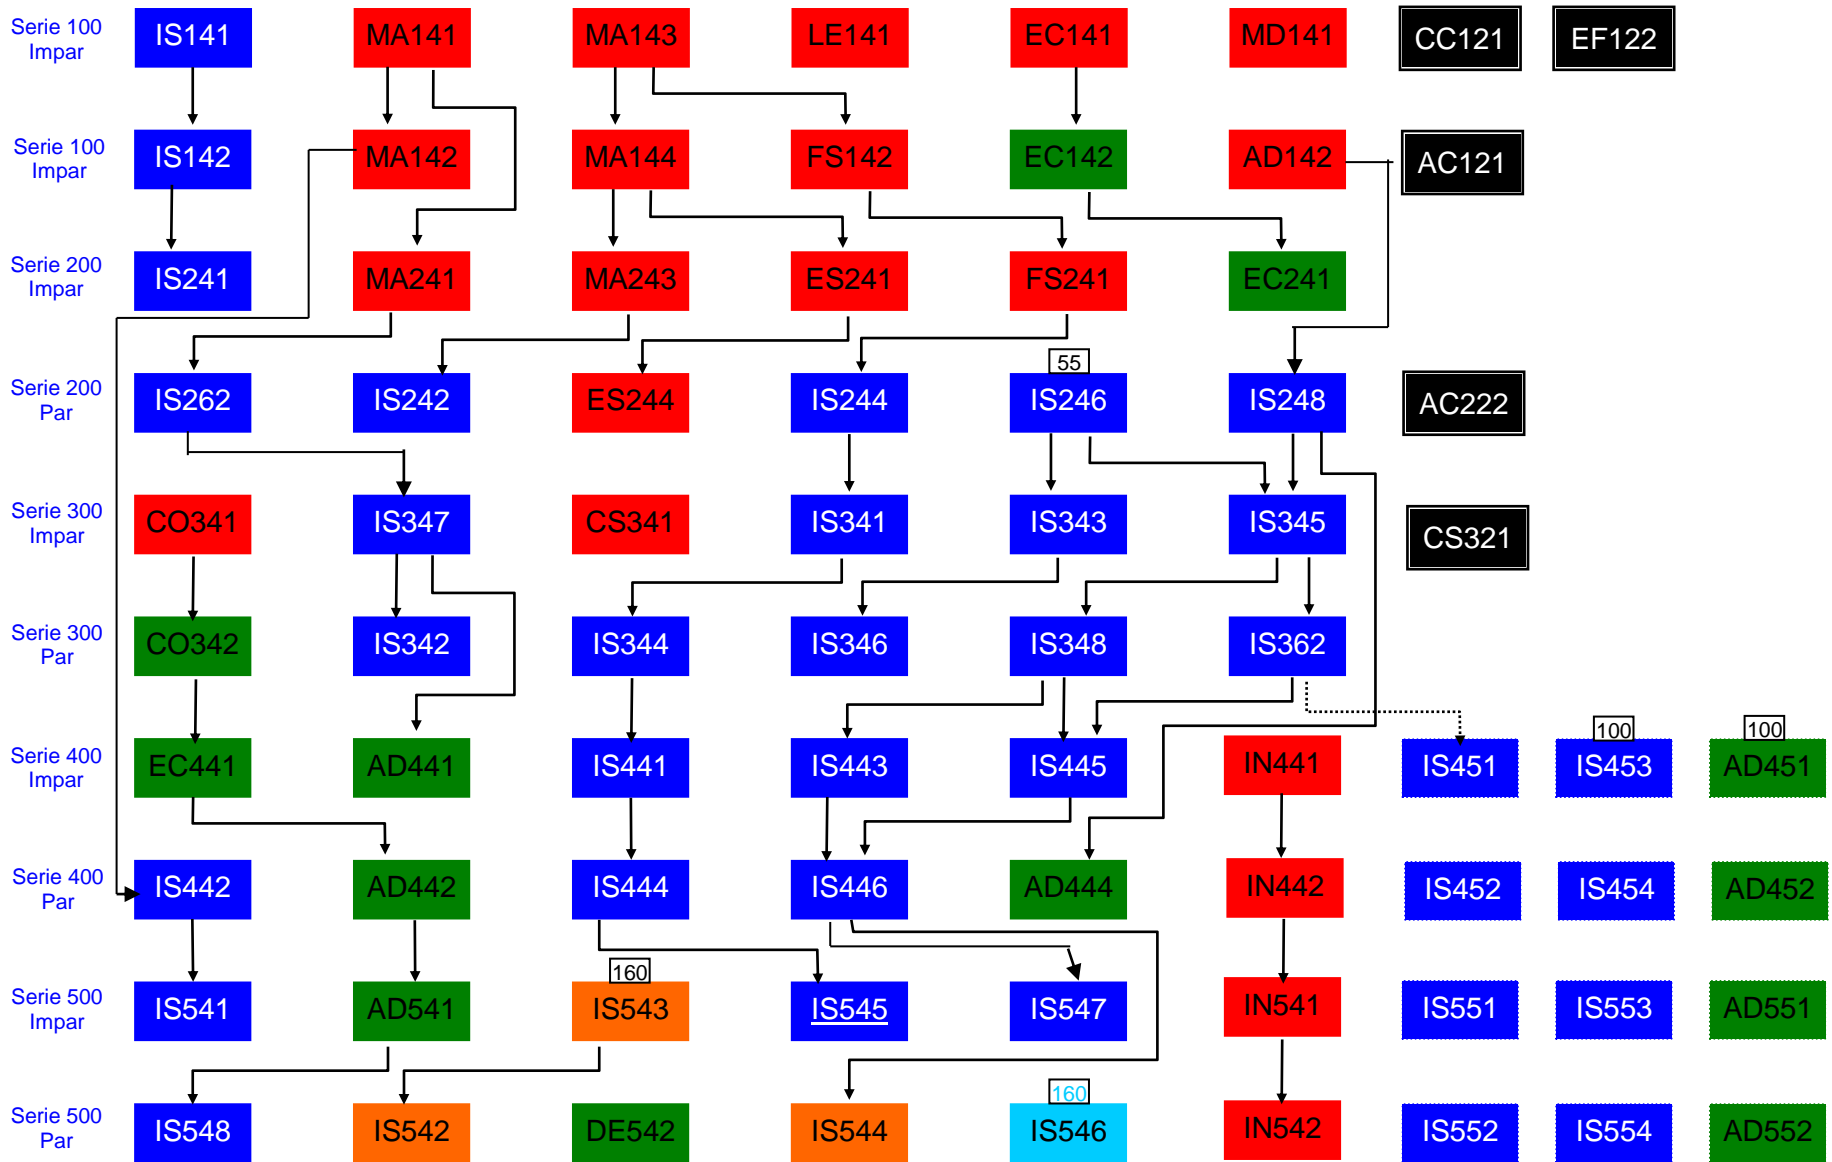 Serie 100
Impar
IS141
MA141
MA143
LE141
EC141
MD141
CC121
EF122
Serie 100
Impar
IS142
MA142
MA144
FS142
EC142
AD142
AC121
Serie 200
Impar
IS241
MA241
MA243
ES241
FS241
EC241
55
Serie 200
Par
IS262
IS242
ES244
IS244
IS246
IS248
AC222
Serie 300
Impar
CO341
IS347
CS341
IS341
IS343
IS345
CS321
Serie 300
Par
CO342
IS342
IS344
IS346
IS348
IS362
100
100
Serie 400
Impar
EC441
AD441
IS441
IS443
IS445
IN441
IS451
IS453
AD451
Serie 400
Par
IS442
AD442
IS444
IS446
AD444
IN442
IS452
IS454
AD452
160
Serie 500
Impar
IS541
AD541
IS543
IS545
IS547
IN541
IS551
IS553
AD551
160
Serie 500
Par
IS548
IS542
DE542
IS544
IS546
IN542
IS552
IS554
AD552